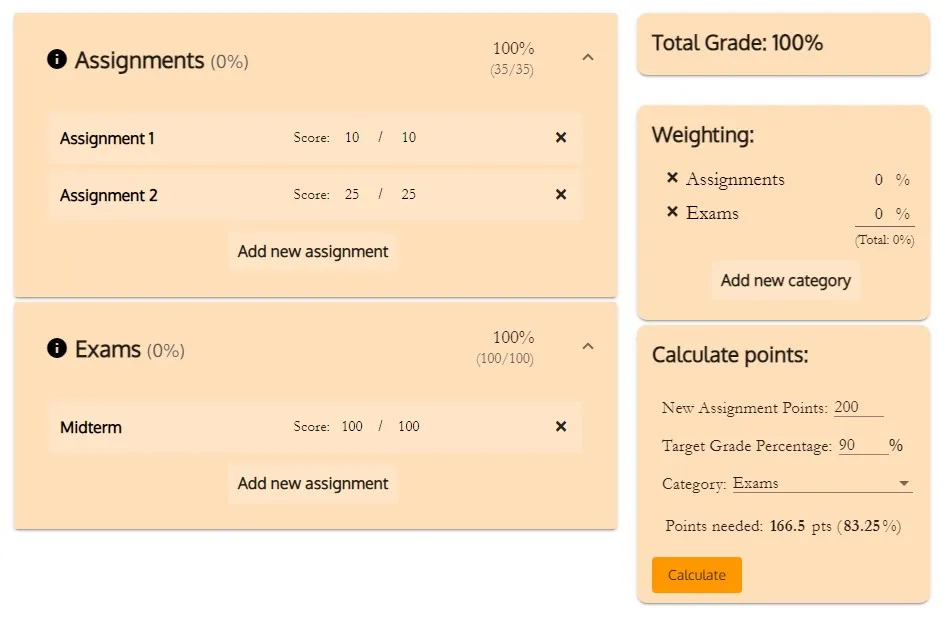 Assignments (0%)
100%
(35/35)
Assignment 1 Score: 10 / 10
Assignment 2 Score: 25 / 25
Add new assignment
Exams (0%)
100%
(100/100)
Midterm Score: 100 / 100
Add new assignment
Total Grade: 100%
Weighting:
Assignments 0 %
Exams 0 %
(Total: 0%)
Add new category
Calculate points:
New Assignment Points: 200
Target Grade Percentage: 90 %
Category: Exams
Points needed: 166.5 pts (83.25%)
Calculate